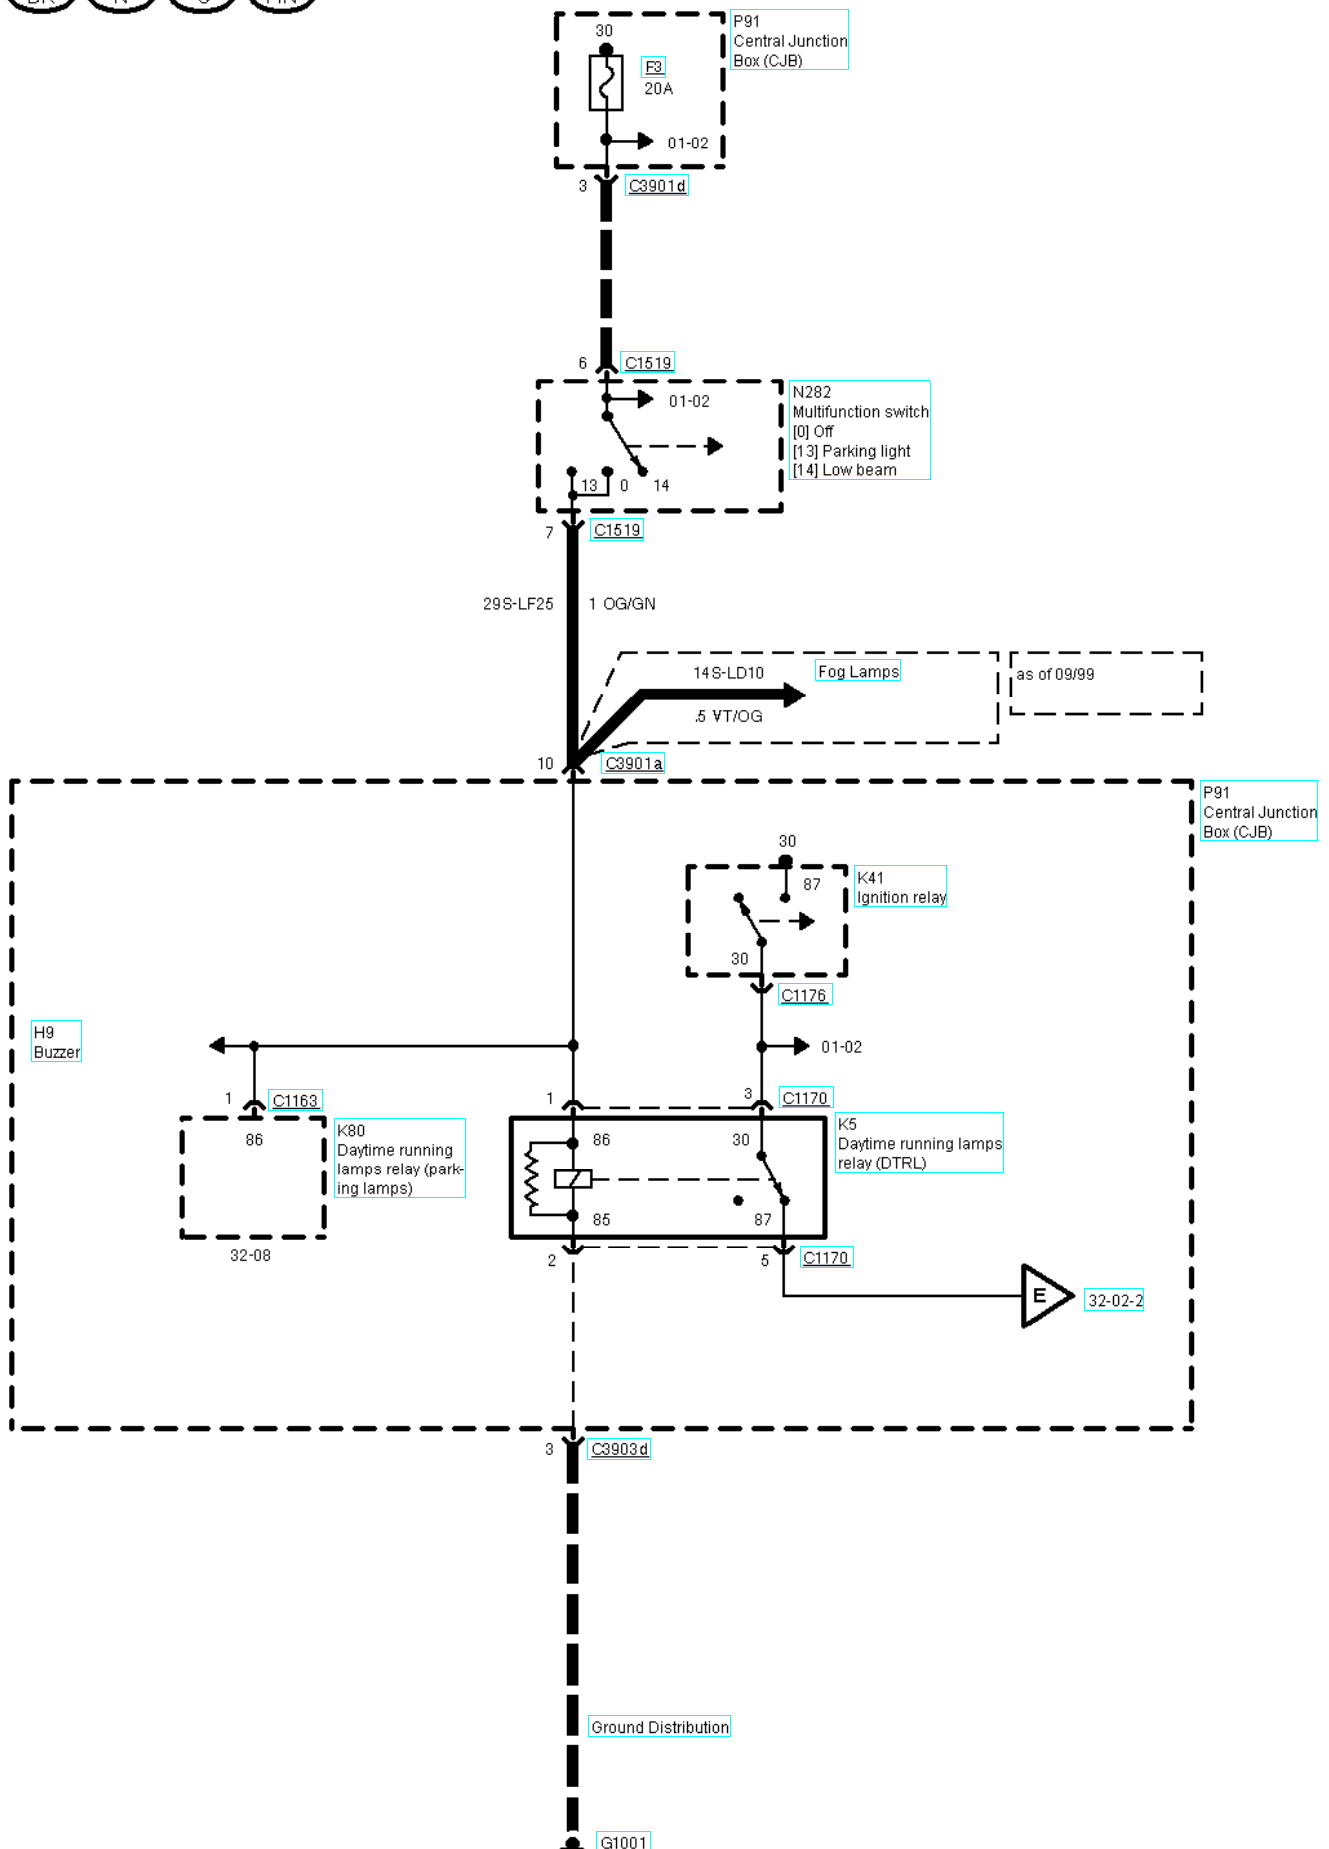 30
F3
20A
01-02
P91
Central Junction
Box (CJB)
3
C3901d
6
C1519
01-02
13
0
14
N282
Multifunction switch
[0] Off
[13] Parking light
[14] Low beam
7
C1519
29S-LF25
1 OG/GN
14S-LD10
.5 VT/OG
Fog Lamps
as of 09/99
10
C3901a
P91
Central Junction
Box (CJB)
30
87
30
K41
Ignition relay
C1176
H9
Buzzer
01-02
1
C1163
86
K80
Daytime running
lamps relay (park-
ing lamps)
32-08
1
3
C1170
86
30
85
87
K5
Daytime running lamps
relay (DTRL)
2
5
C1170
E
32-02-2
3
C3903d
Ground Distribution
G1001